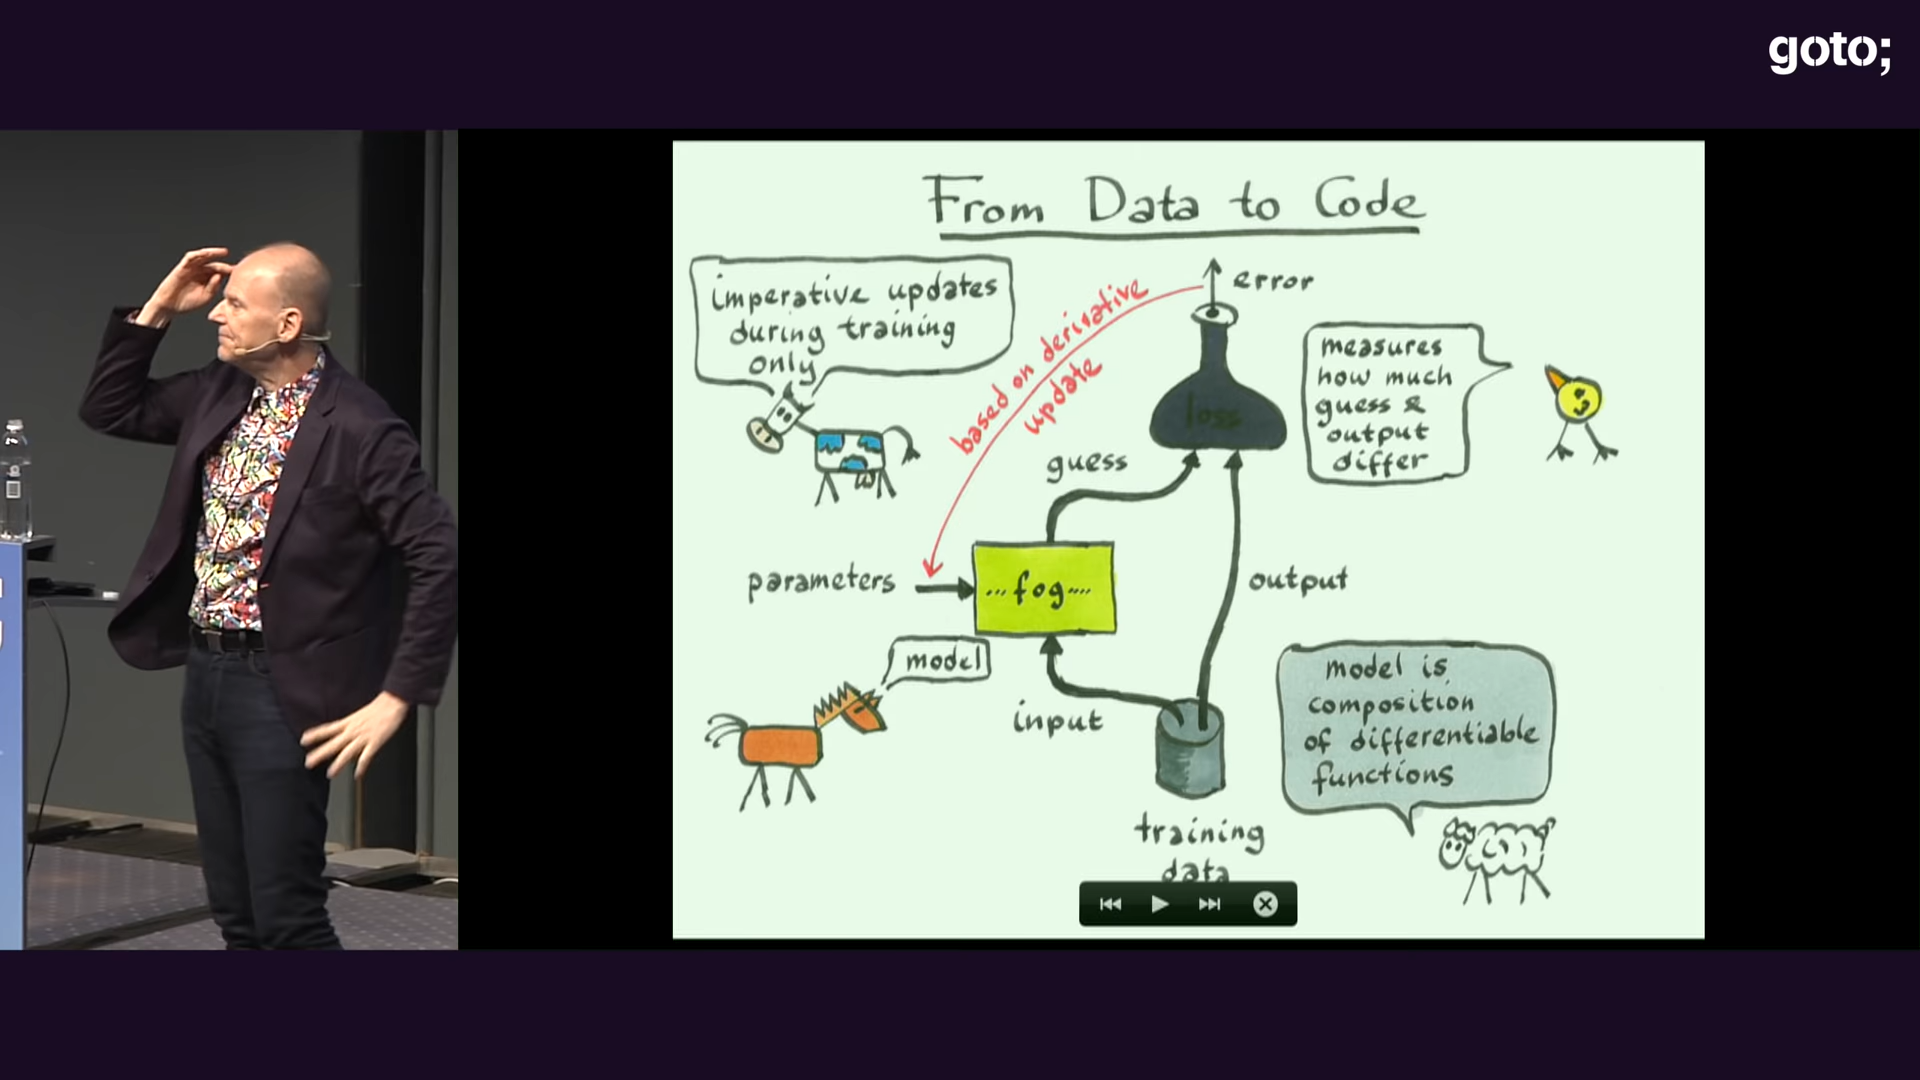 goto;
From Data to Code
imperative updates
during training
only
based on derivative
update
error
loss
measures
how much
guess &
output
differ
guess
parameters
...fog....
output
model
input
model is
composition
of differentiable
functions
training
data